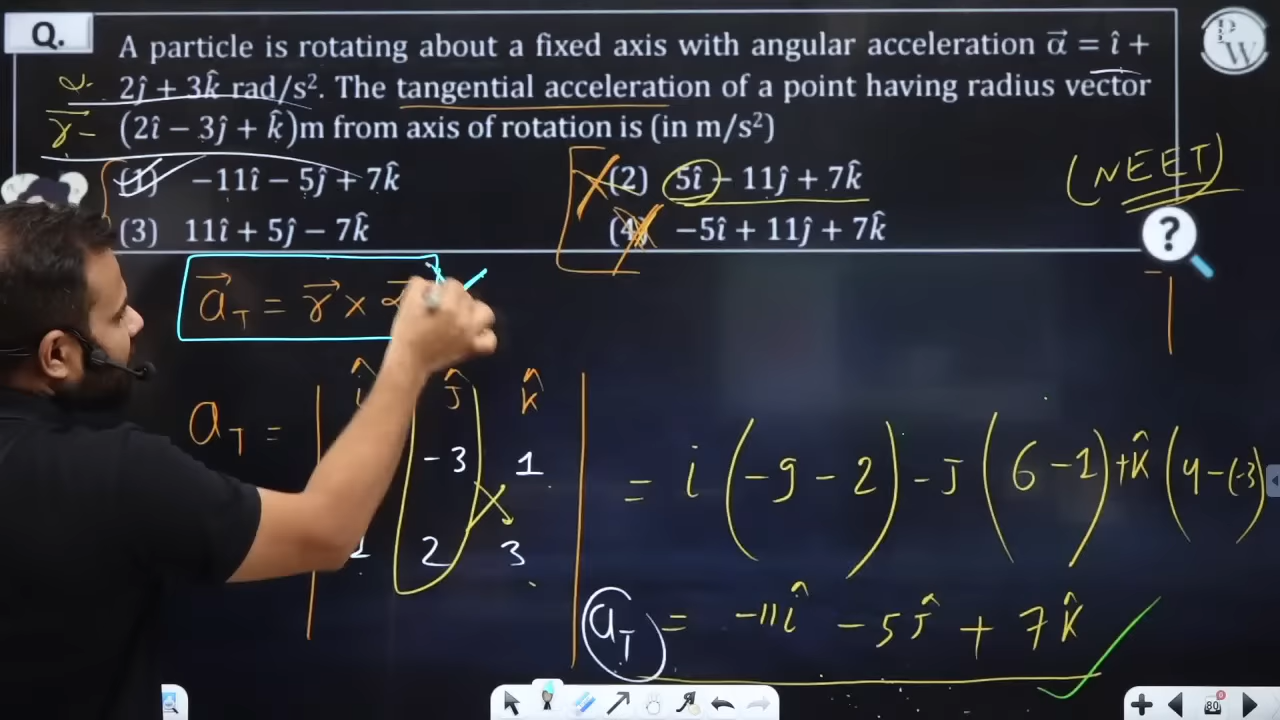 Q.
A particle is rotating about a fixed axis with angular acceleration α⃗ = î +
2ĵ + 3k̂ rad/s². The tangential acceleration of a point having radius vector
(2î − 3ĵ + k̂)m from axis of rotation is (in m/s²)
(1) −11î − 5ĵ + 7k̂
(2) 5î − 11ĵ + 7k̂
(3) 11î + 5ĵ − 7k̂
(4) −5î + 11ĵ + 7k̂
PW
α -
r⃗ -
(NEET)
?
a⃗T = r⃗ ×
aT =
î ĵ k̂
-3 1
1 2 3
= i(-9-2) - J(6-1) + k̂(4-(-3)
aT = -11î - 5ĵ + 7k̂
80